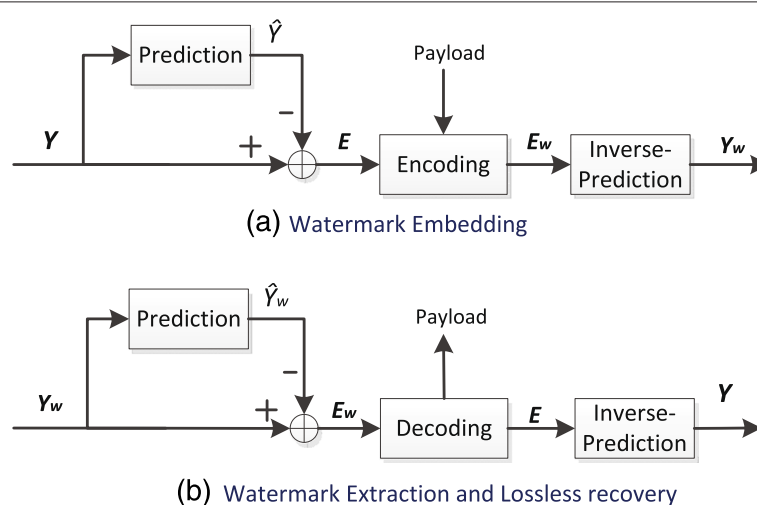 Prediction
Ŷ
Payload
−
Y
+
E
Encoding
Ew
Inverse-
Prediction
Yw
(a) Watermark Embedding
Prediction
Ŷw
Payload
−
Yw
+
Ew
Decoding
E
Inverse-
Prediction
Y
(b) Watermark Extraction and Lossless recovery